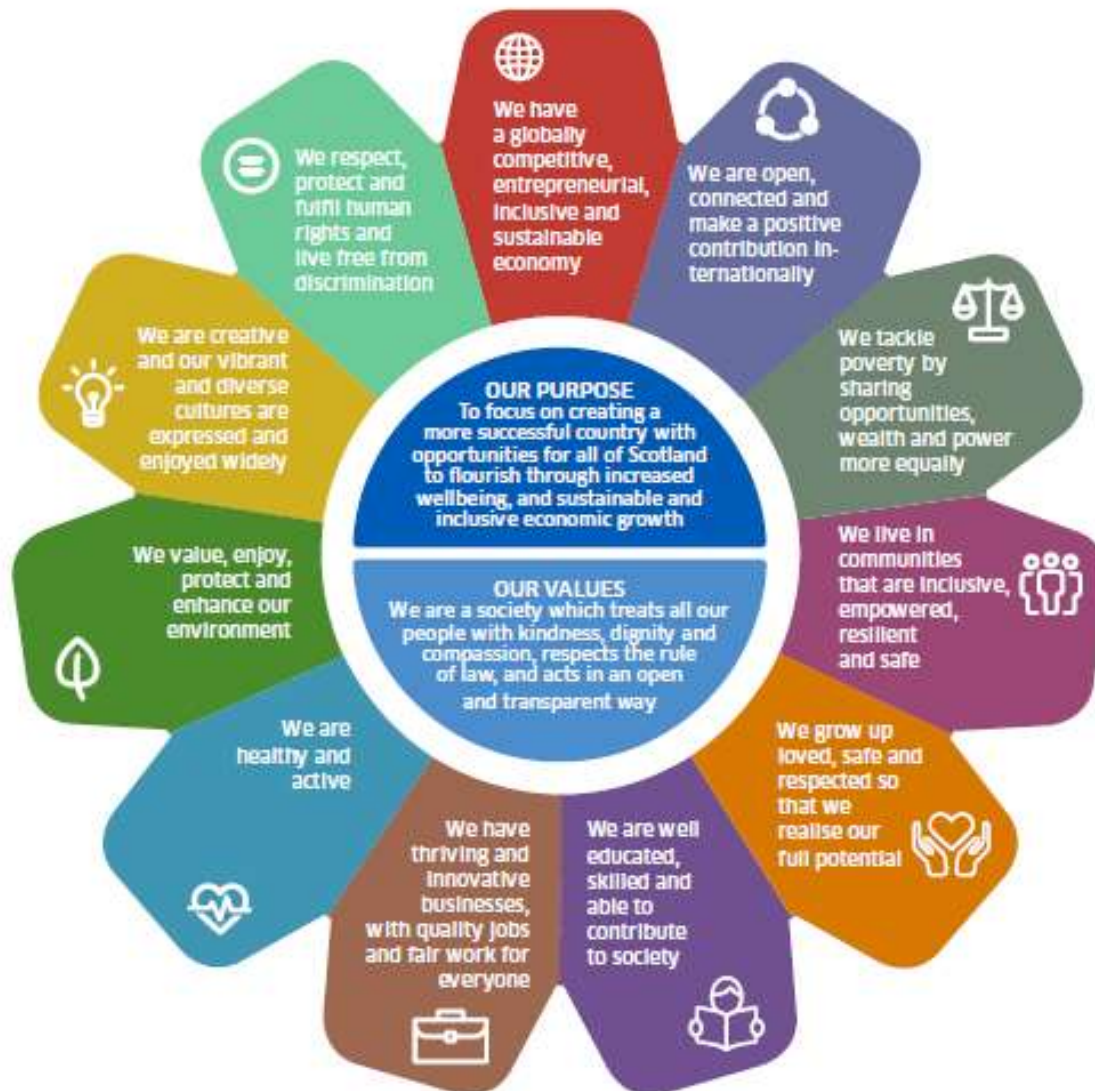 We have
a globally
competitive,
entrepreneurial,
inclusive and
sustainable
economy
We are open,
connected and
make a positive
contribution in-
ternationally
We tackle
poverty by
sharing
opportunities,
wealth and power
more equally
We live in
communities
that are inclusive,
empowered,
resilient
and safe
We grow up
loved, safe and
respected so
that we
realise our
full potential
We are well
educated,
skilled and
able to
contribute
to society
We have
thriving and
innovative
businesses,
with quality jobs
and fair work for
everyone
We are
healthy and
active
We value, enjoy,
protect and
enhance our
environment
We are creative
and our vibrant
and diverse
cultures are
expressed and
enjoyed widely
We respect,
protect and
fulfil human
rights and
live free from
discrimination
OUR PURPOSE
To focus on creating a
more successful country with
opportunities for all of Scotland
to flourish through increased
wellbeing, and sustainable and
inclusive economic growth
OUR VALUES
We are a society which treats all our
people with kindness, dignity and
compassion, respects the rule
of law, and acts in an open
and transparent way